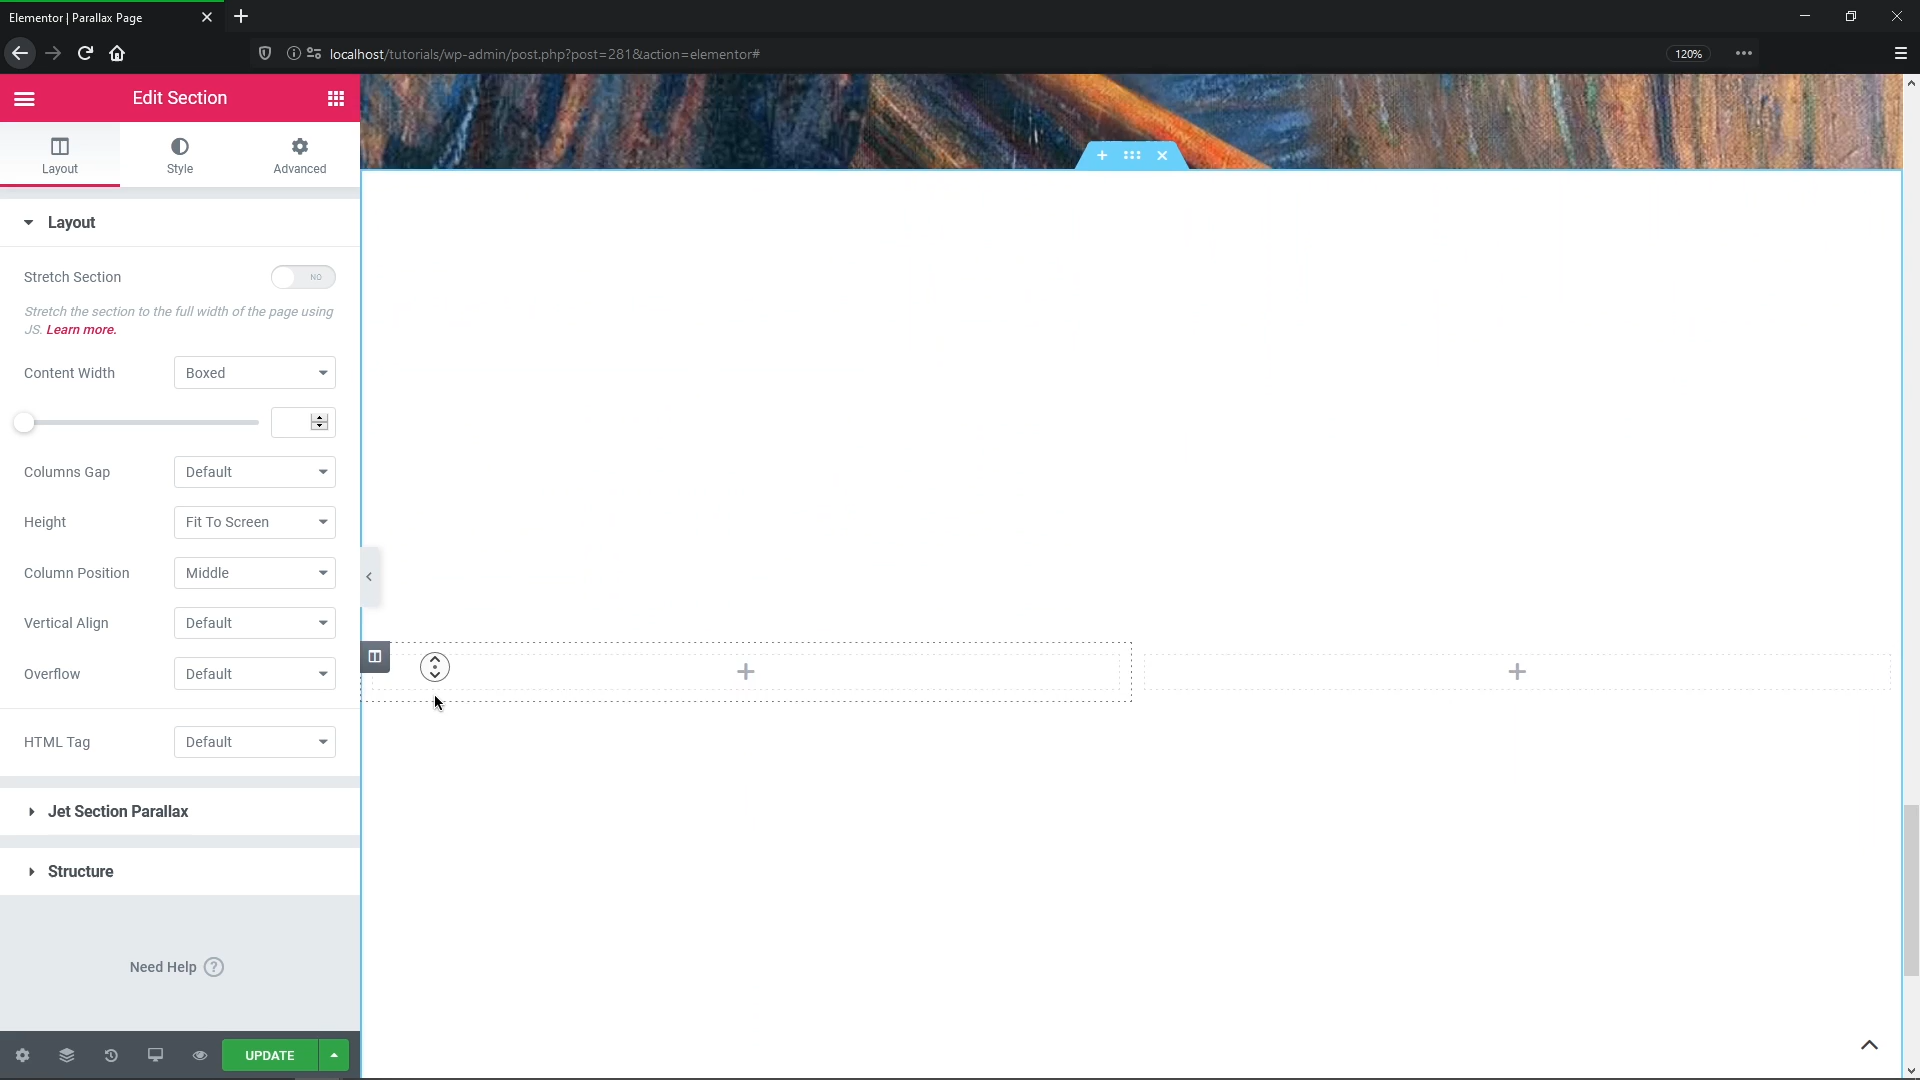 Elementor | Parallax Page
localhost/tutorials/wp-admin/post.php?post=281&action=elementor#
120%
Edit Section
Layout
Style
Advanced
Layout
Stretch Section
NO
Stretch the section to the full width of the page using
JS. Learn more.
Content Width
Boxed
Columns Gap
Default
Height
Fit To Screen
Column Position
Middle
Vertical Align
Default
Overflow
Default
HTML Tag
Default
Jet Section Parallax
Structure
Need Help
UPDATE